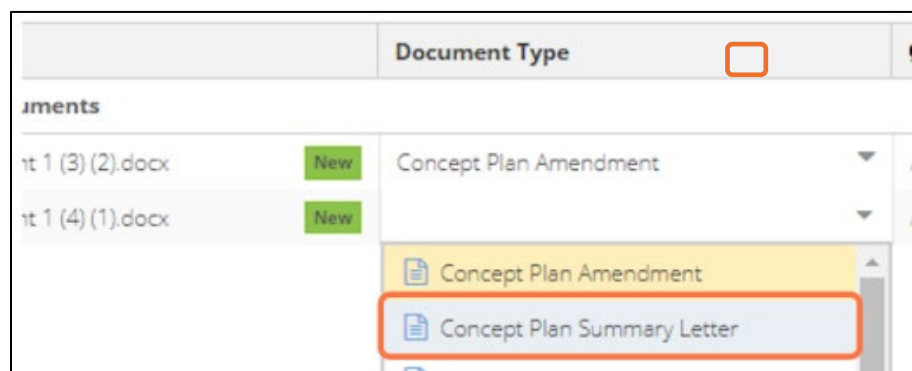 Document Type
uments
nt 1 (3) (2).docx New Concept Plan Amendment
nt 1 (4) (1).docx New
Concept Plan Amendment
Concept Plan Summary Letter